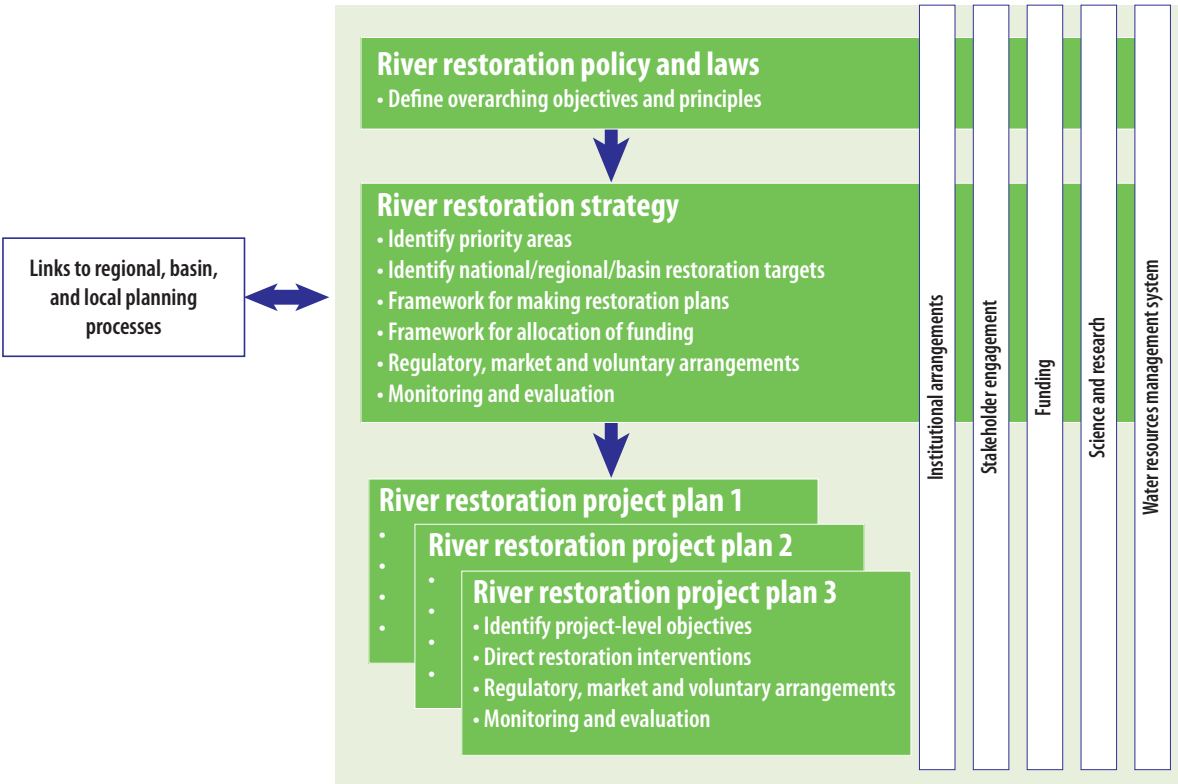 River restoration policy and laws
• Define overarching objectives and principles
River restoration strategy
• Identify priority areas
• Identify national/regional/basin restoration targets
• Framework for making restoration plans
• Framework for allocation of funding
• Regulatory, market and voluntary arrangements
• Monitoring and evaluation
Links to regional, basin,
and local planning
processes
River restoration project plan 1
•
•
•
•
River restoration project plan 2
•
•
•
•
River restoration project plan 3
• Identify project-level objectives
• Direct restoration interventions
• Regulatory, market and voluntary arrangements
• Monitoring and evaluation
Institutional arrangements
Stakeholder engagement
Funding
Science and research
Water resources management system